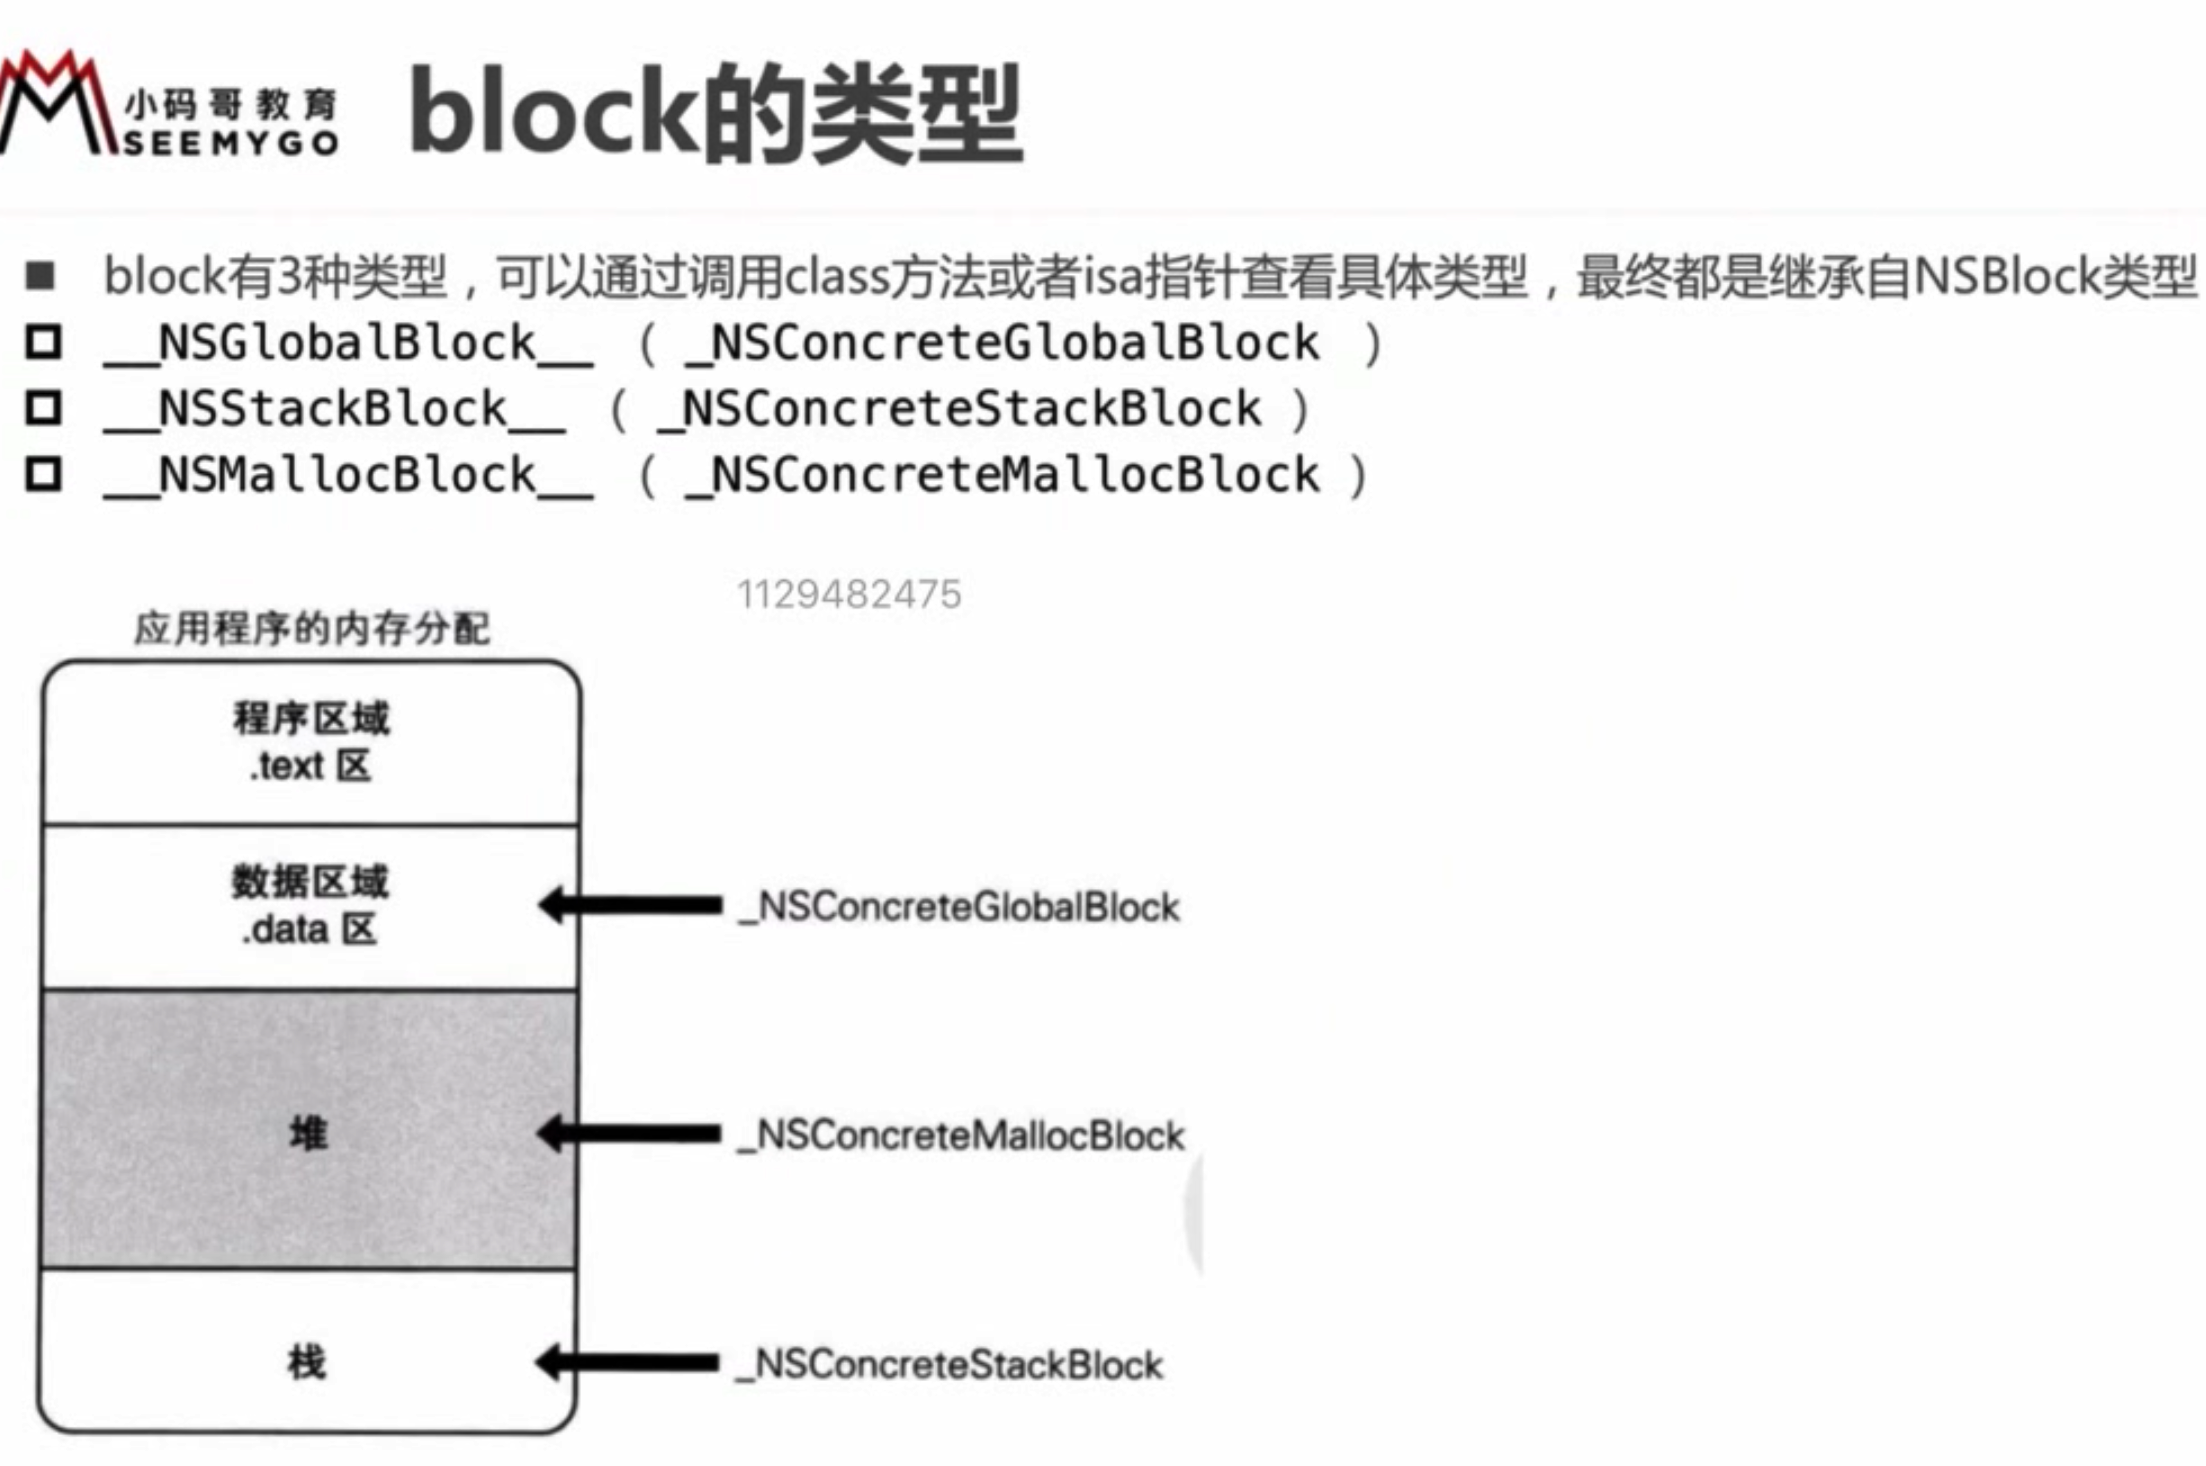 小码哥教育
SEEMYGO
block的类型
block有3种类型，可以通过调用class方法或者isa指针查看具体类型，最终都是继承自NSBlock类型
__NSGlobalBlock__ （ _NSConcreteGlobalBlock ）
__NSStackBlock__ （ _NSConcreteStackBlock ）
__NSMallocBlock__ （ _NSConcreteMallocBlock ）
1129482475
应用程序的内存分配
程序区域
.text 区
数据区域
.data 区
_NSConcreteGlobalBlock
堆
_NSConcreteMallocBlock
栈
_NSConcreteStackBlock